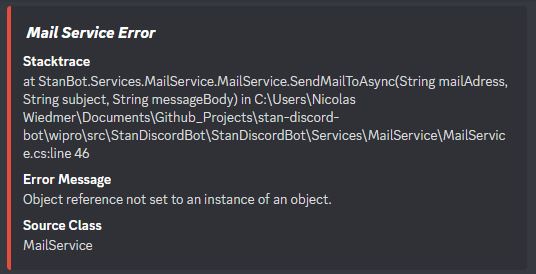 Mail Service Error
Stacktrace
at StanBot.Services.MailService.MailService.SendMailToAsync(String mailAdress,
String subject, String messageBody) in C:\Users\Nicolas
Wiedmer\Documents\Github_Projects\stan-discord-
bot\wipro\src\StanDiscordBot\StanDiscordBot\Services\MailService\MailServic
e.cs:line 46
Error Message
Object reference not set to an instance of an object.
Source Class
MailService